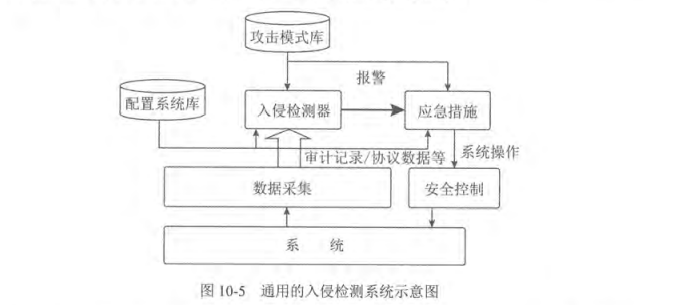 攻击模式库
报警
配置系统库
入侵检测器
应急措施
审计记录/协议数据等
系统操作
数据采集
安全控制
系 统
图 10-5 通用的入侵检测系统示意图